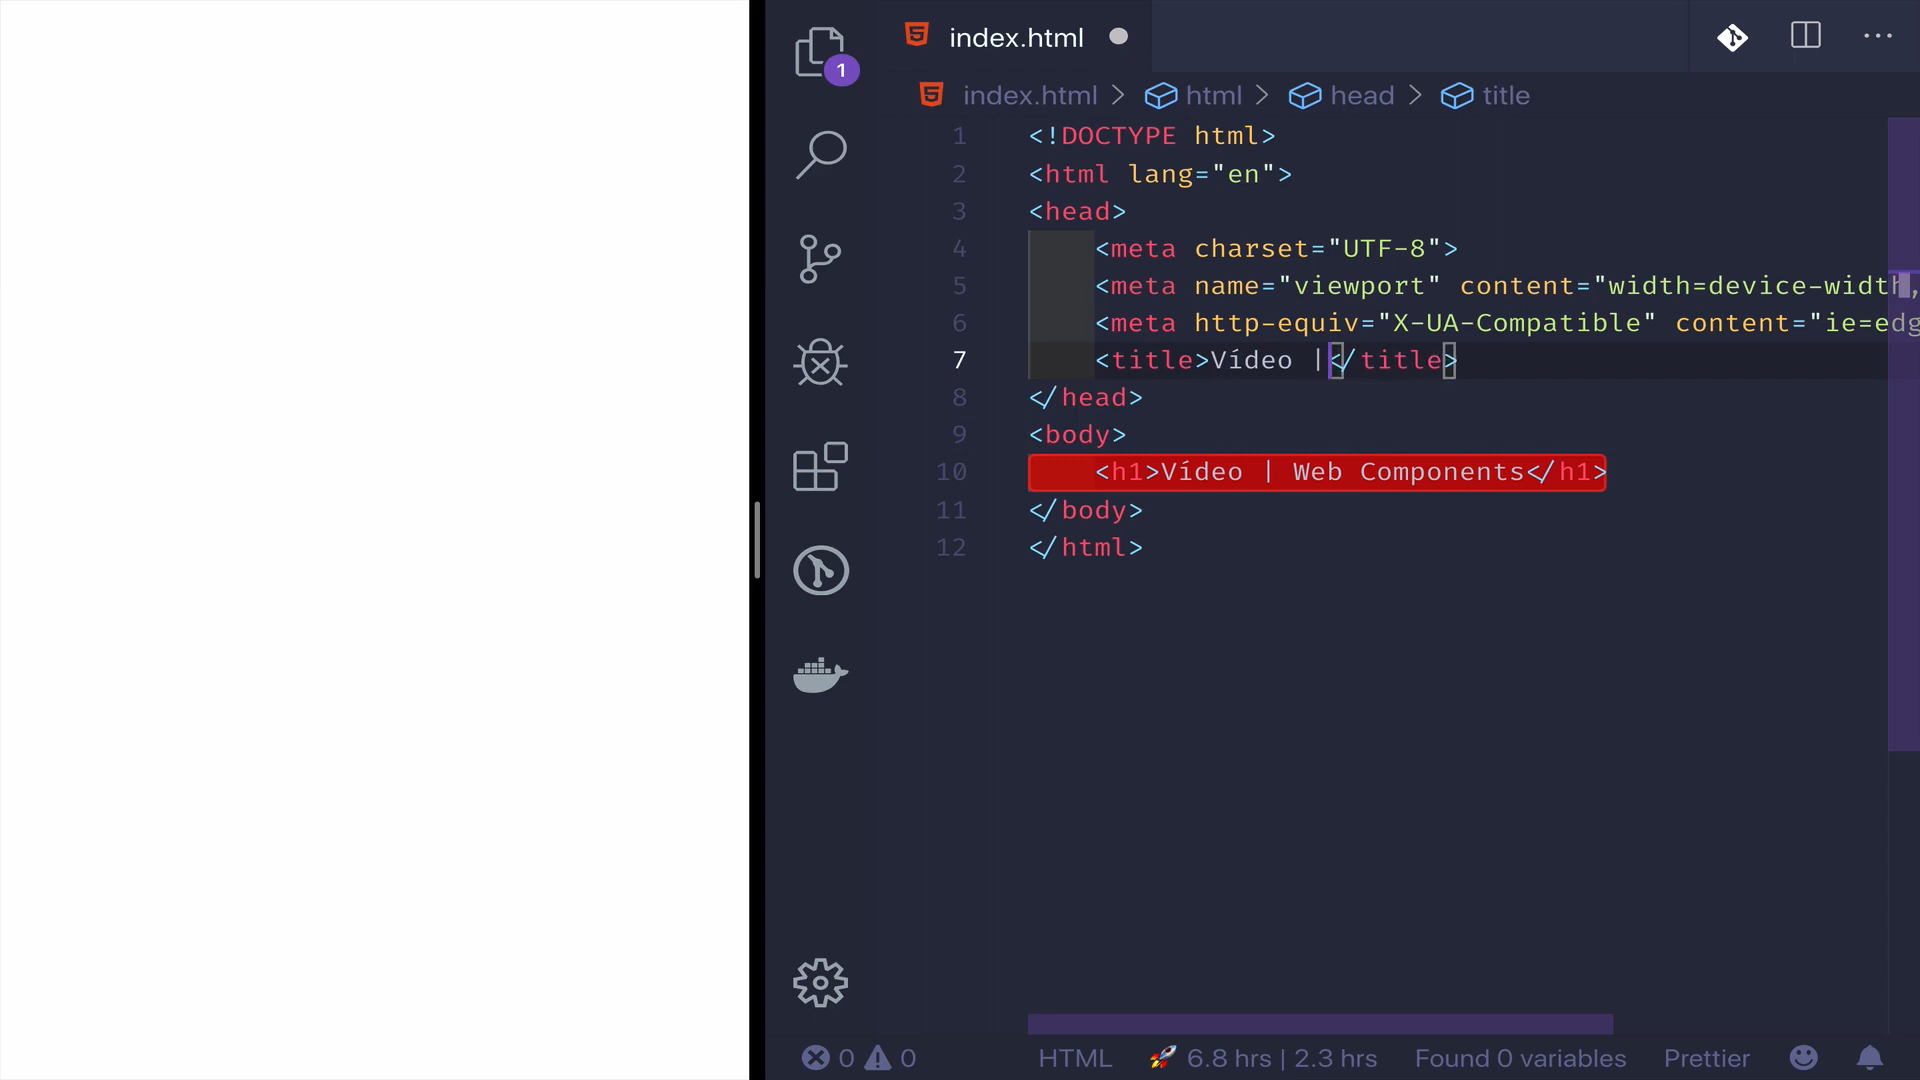 index.html
1
index.html > html > head > title
1 <!DOCTYPE html>
2 <html lang="en">
3 <head>
4 <meta charset="UTF-8">
5 <meta name="viewport" content="width=device-width,
6 <meta http-equiv="X-UA-Compatible" content="ie=edg
7 <title>Vídeo |</title>
8 </head>
9 <body>
10 <h1>Vídeo | Web Components</h1>
11 </body>
12 </html>
0 0 HTML 🚀 6.8 hrs | 2.3 hrs Found 0 variables Prettier